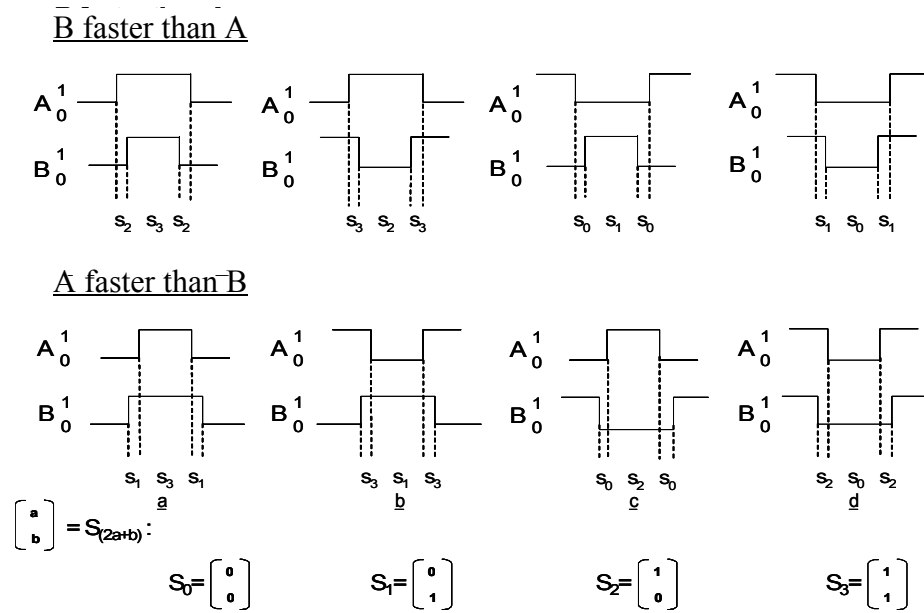 B faster than A
A 1 0 A 1 0 A 1 0 A 1 0
B 1 0 B 1 0 B 1 0 B 1 0
S2 S3 S2 S3 S2 S3 S0 S1 S0 S1 S0 S1
A faster than B
A 1 0 A 1 0 A 1 0 A 1 0
B 1 0 B 1 0 B 1 0 B 1 0
S1 S3 S1 S3 S1 S3 S0 S2 S0 S2 S0 S2
a b c d
[a b] = S(2a+b):
S0= [0 0] S1= [0 1] S2= [1 0] S3= [1 1]